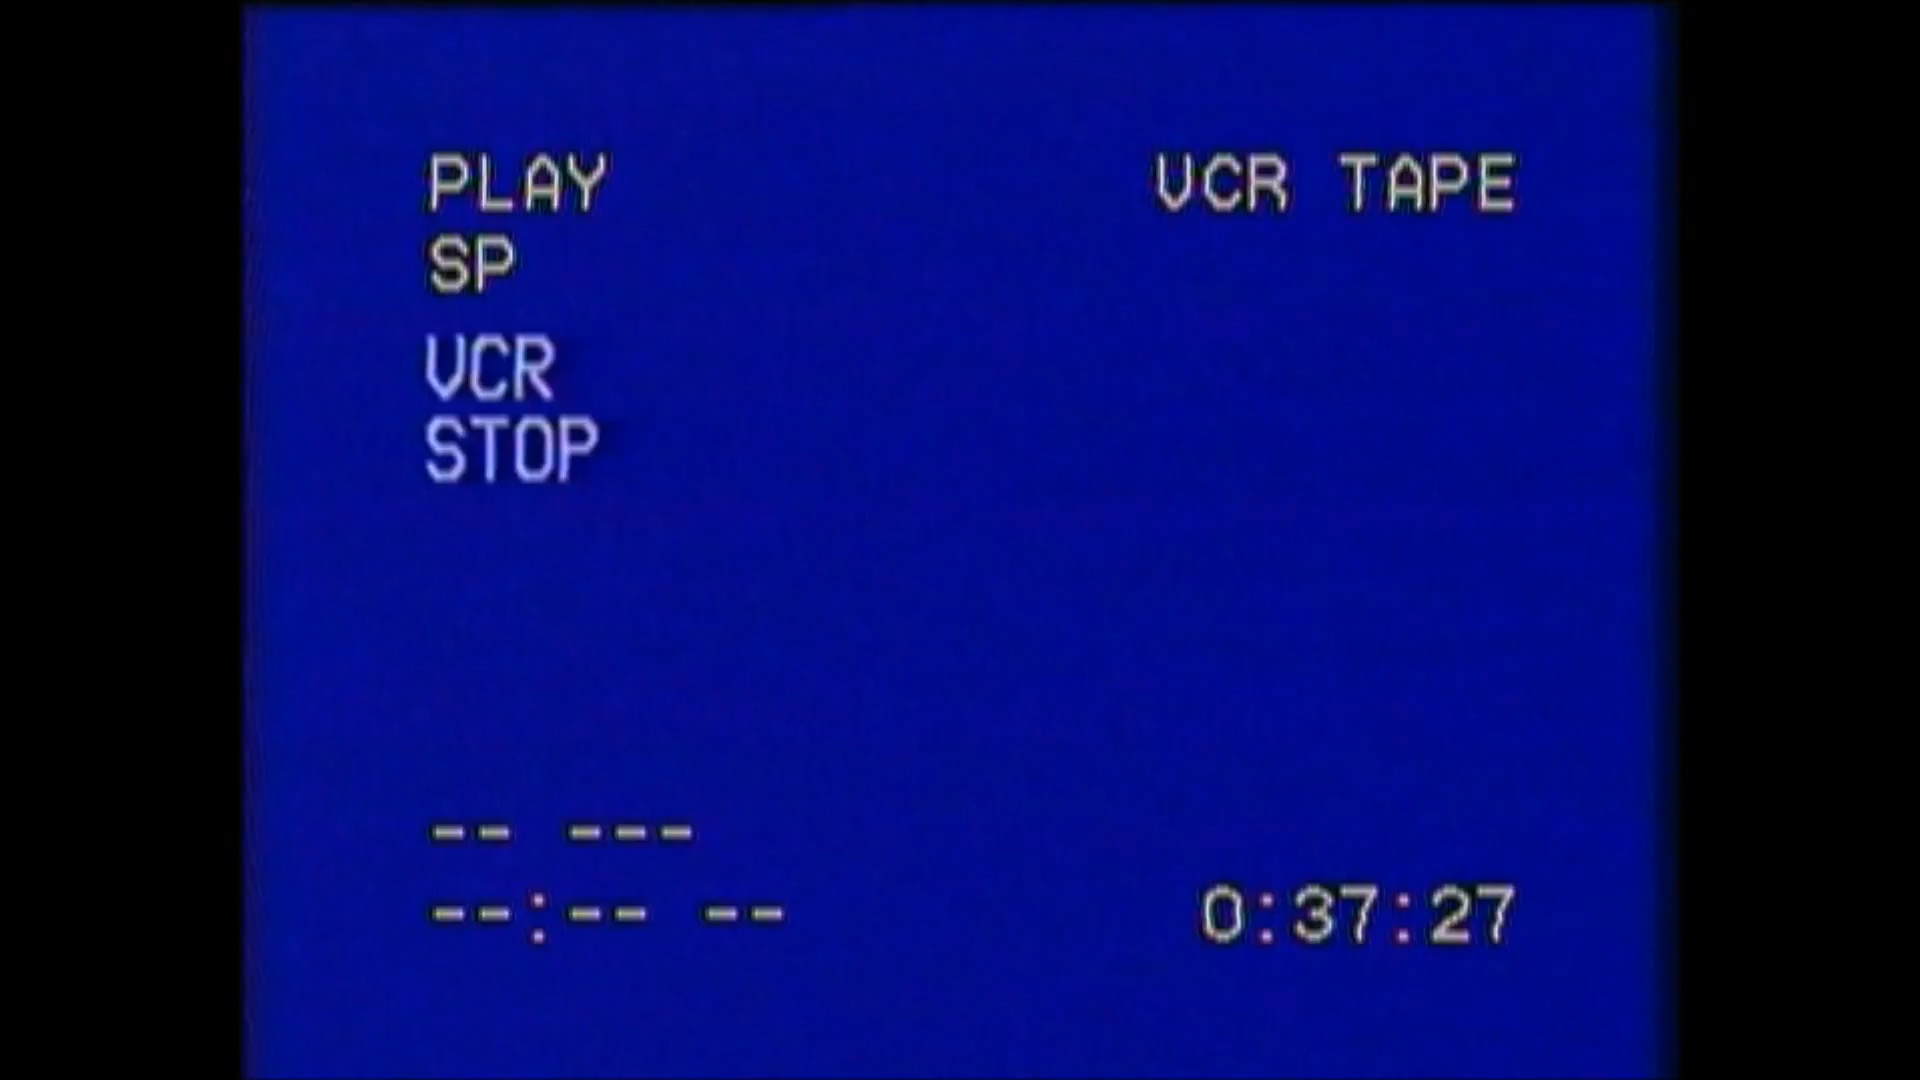 PLAY VCR TAPE
SP
VCR
STOP
-- ---
--:-- --
0:37:27